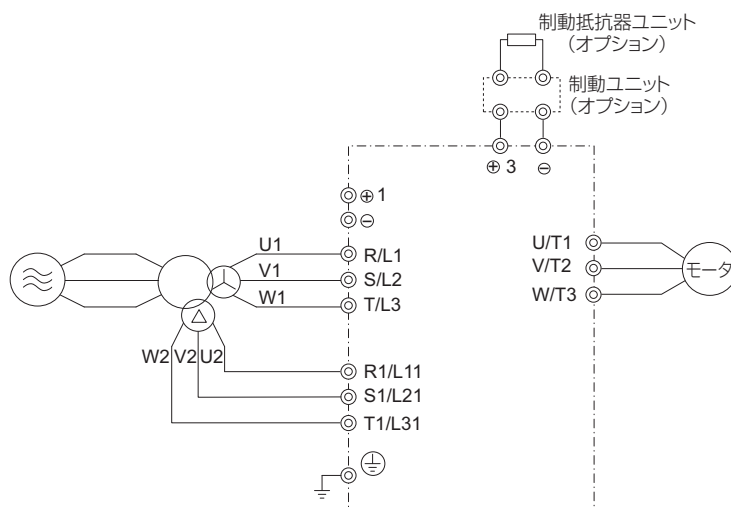 制動抵抗器ユニット
(オプション)
制動ユニット
(オプション)
⊕ 3 ⊖
⊕ 1
⊖
U1
V1
W1
R/L1
S/L2
T/L3
U/T1
V/T2
W/T3
モータ
W2 V2 U2
R1/L11
S1/L21
T1/L31